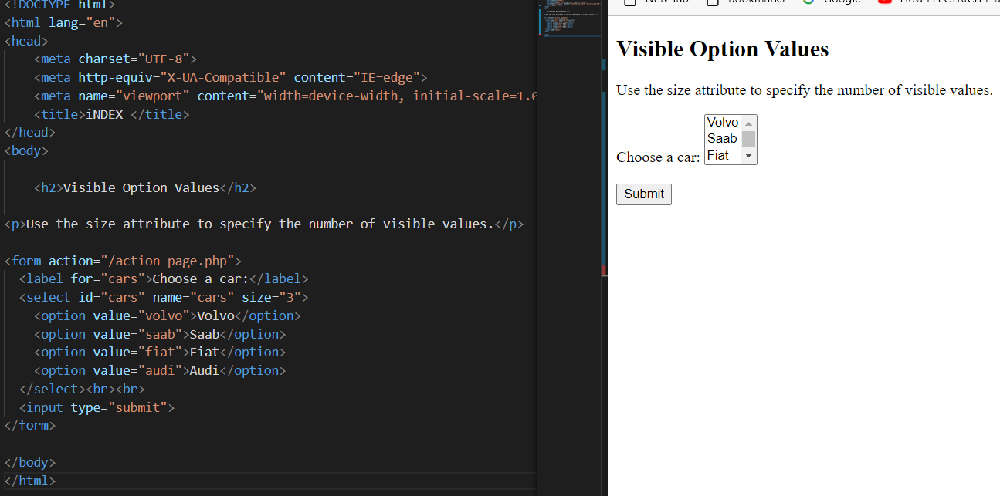 <!DOCTYPE html>
<html lang="en">
<head>
<meta charset="UTF-8">
<meta http-equiv="X-UA-Compatible" content="IE=edge">
<meta name="viewport" content="width=device-width, initial-scale=1.0
<title>iNDEX </title>
</head>
<body>
<h2>Visible Option Values</h2>
<p>Use the size attribute to specify the number of visible values.</p>
<form action="/action_page.php">
<label for="cars">Choose a car:</label>
<select id="cars" name="cars" size="3">
<option value="volvo">Volvo</option>
<option value="saab">Saab</option>
<option value="fiat">Fiat</option>
<option value="audi">Audi</option>
</select><br><br>
<input type="submit">
</form>
</body>
</html>
New Tab Bookmarks Google How ELECTRICITY w
Visible Option Values
Use the size attribute to specify the number of visible values.
Volvo
Saab
Choose a car: Fiat
Submit